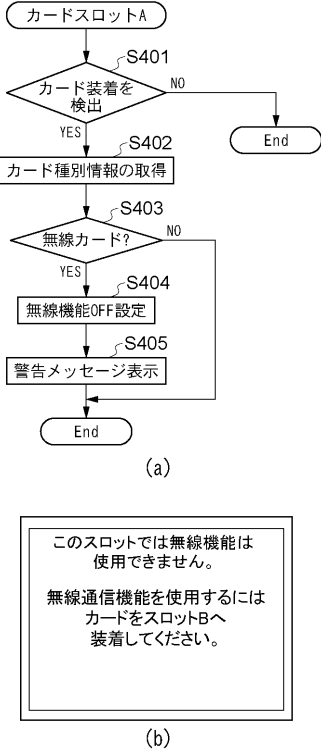 カードスロットA
S401
カード装着を
検出
NO
YES
End
S402
カード種別情報の取得
S403
無線カード?
NO
YES
S404
無線機能OFF設定
S405
警告メッセージ表示
End
(a)
このスロットでは無線機能は
使用できません。
無線通信機能を使用するには
カードをスロットBへ
装着してください。
(b)